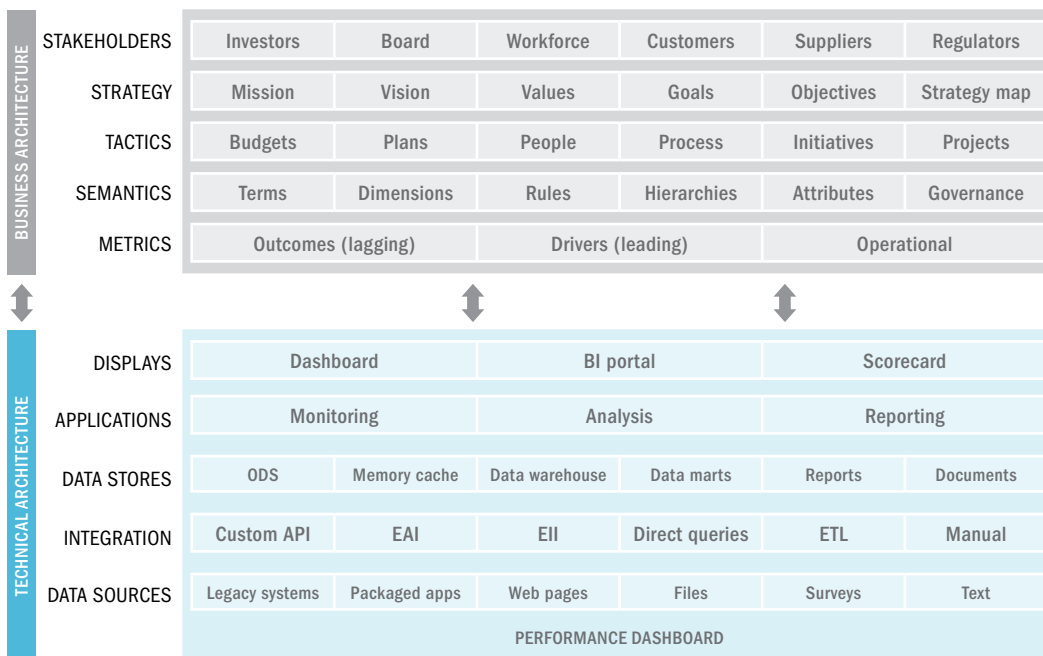 BUSINESS ARCHITECTURE
STAKEHOLDERS Investors Board Workforce Customers Suppliers Regulators
STRATEGY Mission Vision Values Goals Objectives Strategy map
TACTICS Budgets Plans People Process Initiatives Projects
SEMANTICS Terms Dimensions Rules Hierarchies Attributes Governance
METRICS Outcomes (lagging) Drivers (leading) Operational
TECHNICAL ARCHITECTURE
DISPLAYS Dashboard BI portal Scorecard
APPLICATIONS Monitoring Analysis Reporting
DATA STORES ODS Memory cache Data warehouse Data marts Reports Documents
INTEGRATION Custom API EAI EII Direct queries ETL Manual
DATA SOURCES Legacy systems Packaged apps Web pages Files Surveys Text
PERFORMANCE DASHBOARD